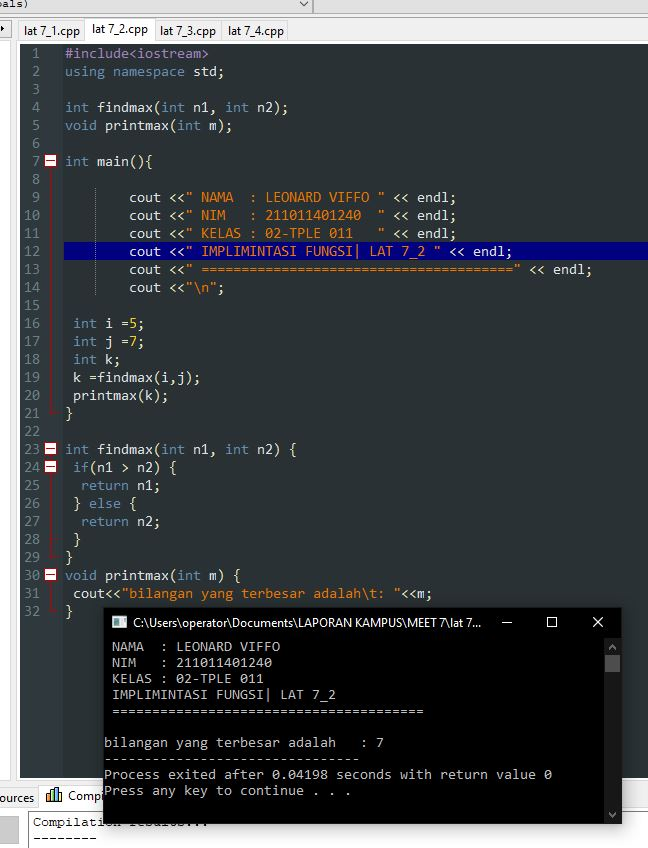 als)
lat 7_1.cpp lat 7_2.cpp lat 7_3.cpp lat 7_4.cpp
1 #include<iostream>
2 using namespace std;
3
4 int findmax(int n1, int n2);
5 void printmax(int m);
6
7 int main(){
8
9 cout <<" NAMA  : LEONARD VIFFO " << endl;
10 cout <<" NIM   : 211011401240  " << endl;
11 cout <<" KELAS : 02-TPLE 011   " << endl;
12 cout <<" IMPLIMINTASI FUNGSI| LAT 7_2 " << endl;
13 cout <<" =======================================" << endl;
14 cout <<"\n";
15
16 int i =5;
17 int j =7;
18 int k;
19 k =findmax(i,j);
20 printmax(k);
21 }
22
23 int findmax(int n1, int n2) {
24 if(n1 > n2) {
25 return n1;
26 } else {
27 return n2;
28 }
29 }
30 void printmax(int m) {
31 cout<<"bilangan yang terbesar adalah\t: "<<m;
32 }
C:\Users\operator\Documents\LAPORAN KAMPUS\MEET 7\lat 7...
NAMA  : LEONARD VIFFO
NIM   : 211011401240
KELAS : 02-TPLE 011
IMPLIMINTASI FUNGSI| LAT 7_2
=======================================
bilangan yang terbesar adalah   : 7
--------------------------------
Process exited after 0.04198 seconds with return value 0
Press any key to continue . . .
ources Compi
Compilation results...
--------